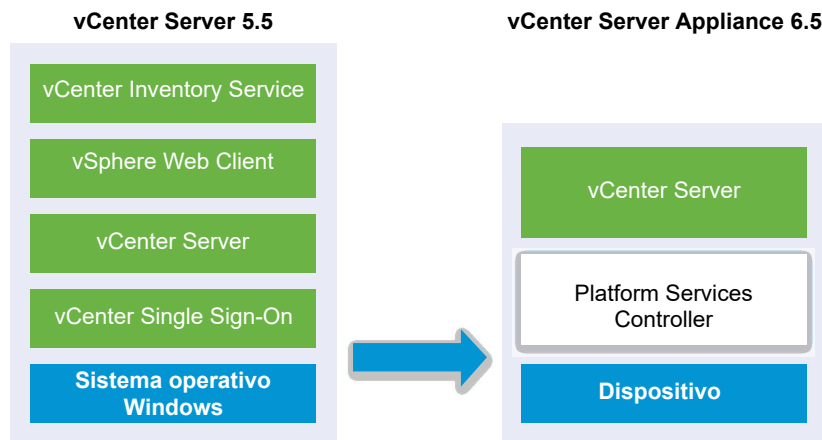 vCenter Server 5.5
vCenter Inventory Service
vSphere Web Client
vCenter Server
vCenter Single Sign-On
Sistema operativo
Windows
vCenter Server Appliance 6.5
vCenter Server
Platform Services
Controller
Dispositivo